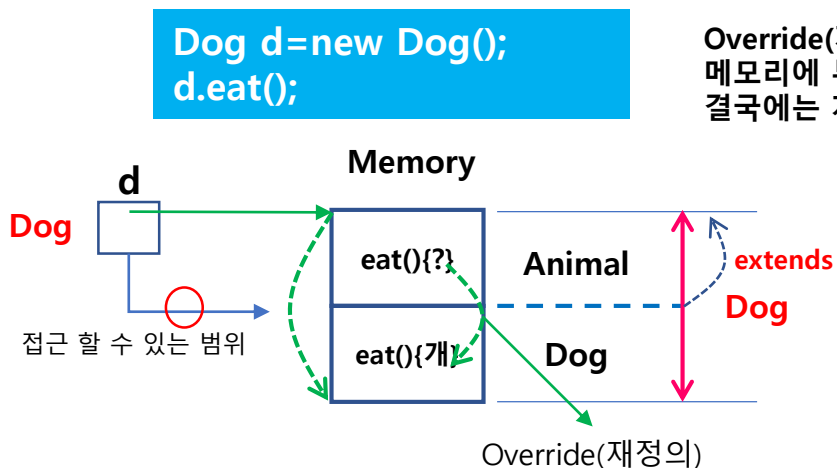 Dog d=new Dog();
d.eat();
Override(
메모리에
결국에는
Memory
d
Dog
eat(){?}
Animal
extends
Dog
접근 할 수 있는 범위
eat(){개}
Dog
Override(재정의)